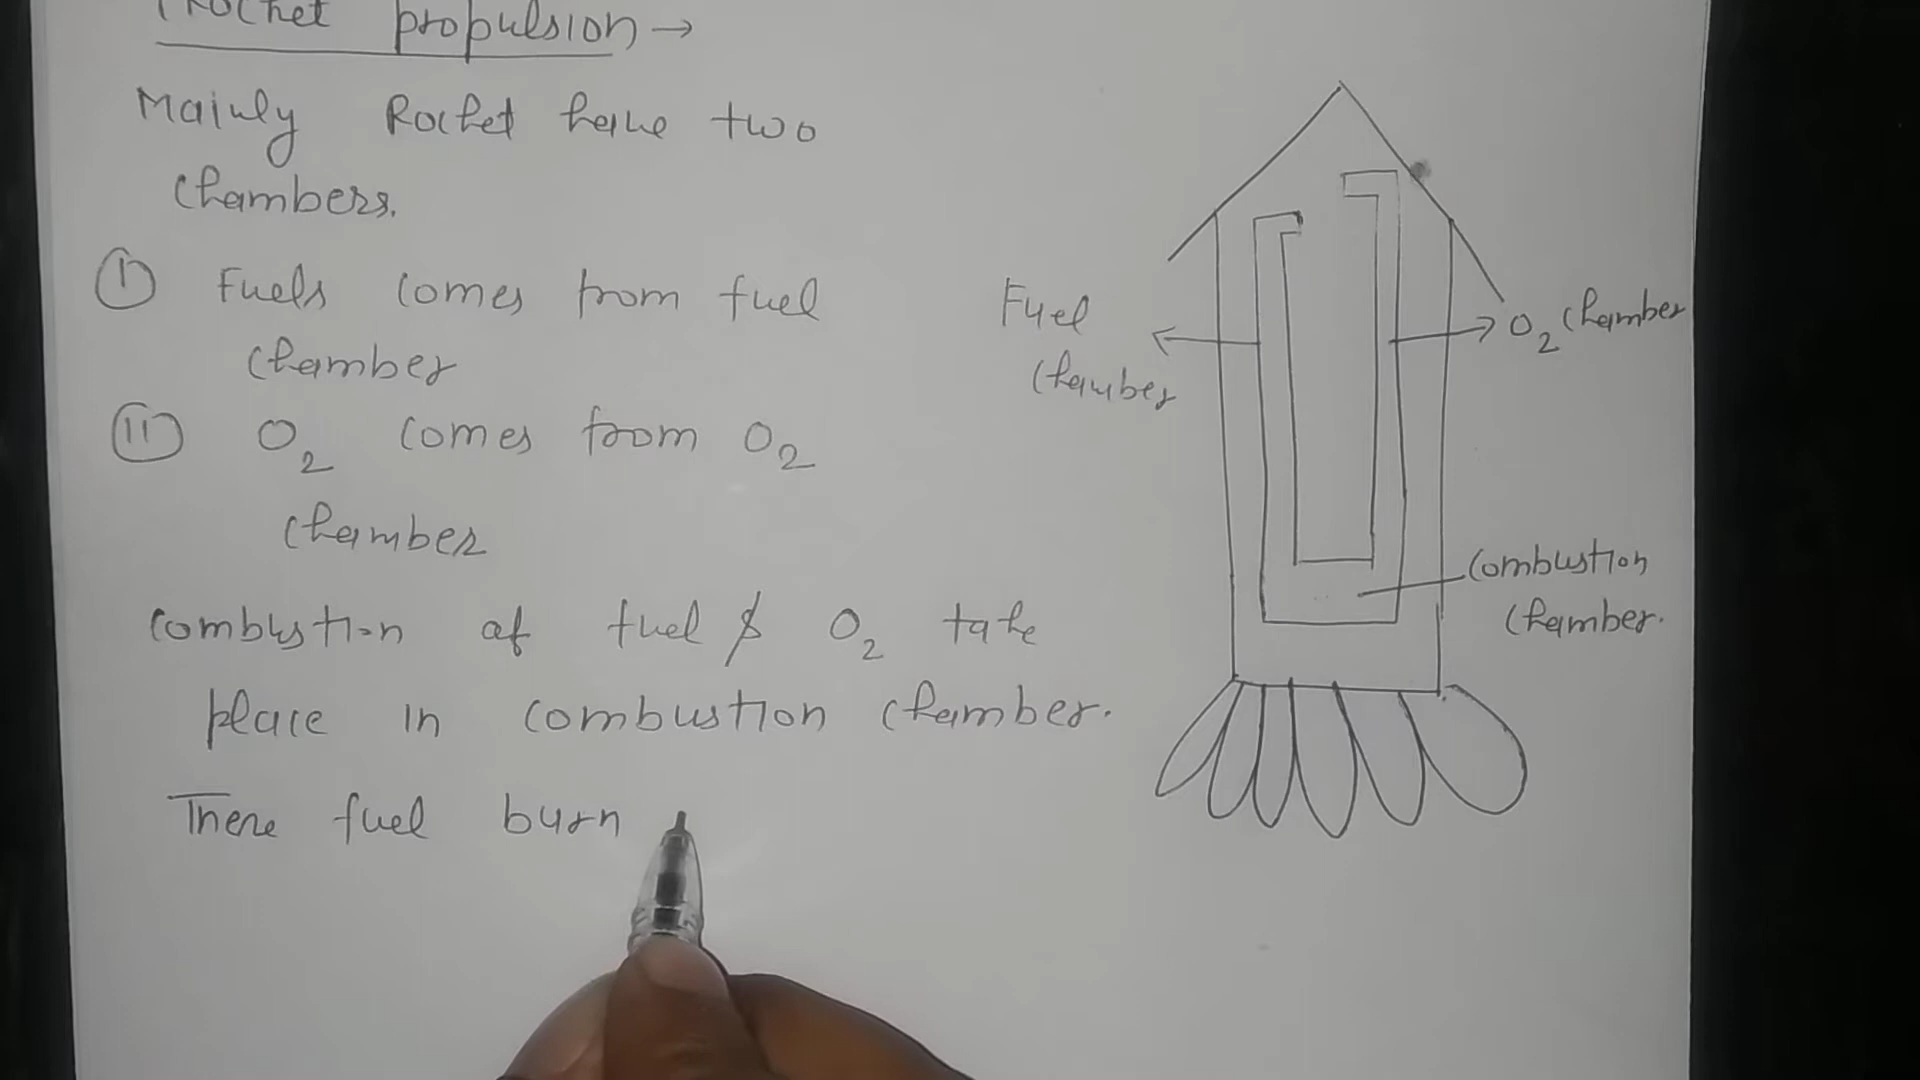 Rocket propulsion →
Mainly Rocket have two
chambers.
(I) Fuels comes from fuel
chamber
(II) O₂ comes from O₂
chamber
combustion of fuel & O₂ take
place in combustion chamber.
There fuel burn
Fuel
chamber
O₂ chamber
combustion
chamber.